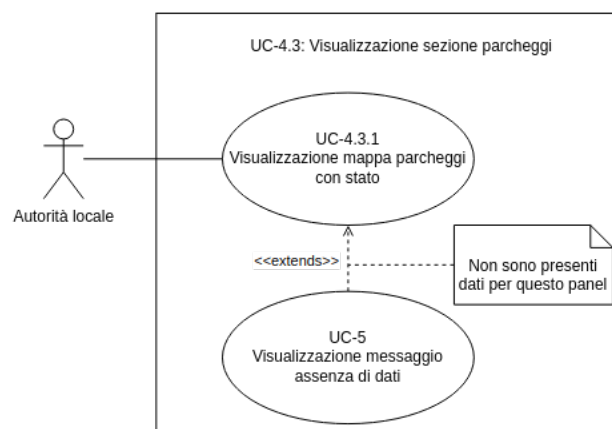 UC-4.3: Visualizzazione sezione parcheggi
UC-4.3.1
Visualizzazione mappa parcheggi
con stato
Autorità locale
<<extends>>
Non sono presenti
dati per questo panel
UC-5
Visualizzazione messaggio
assenza di dati